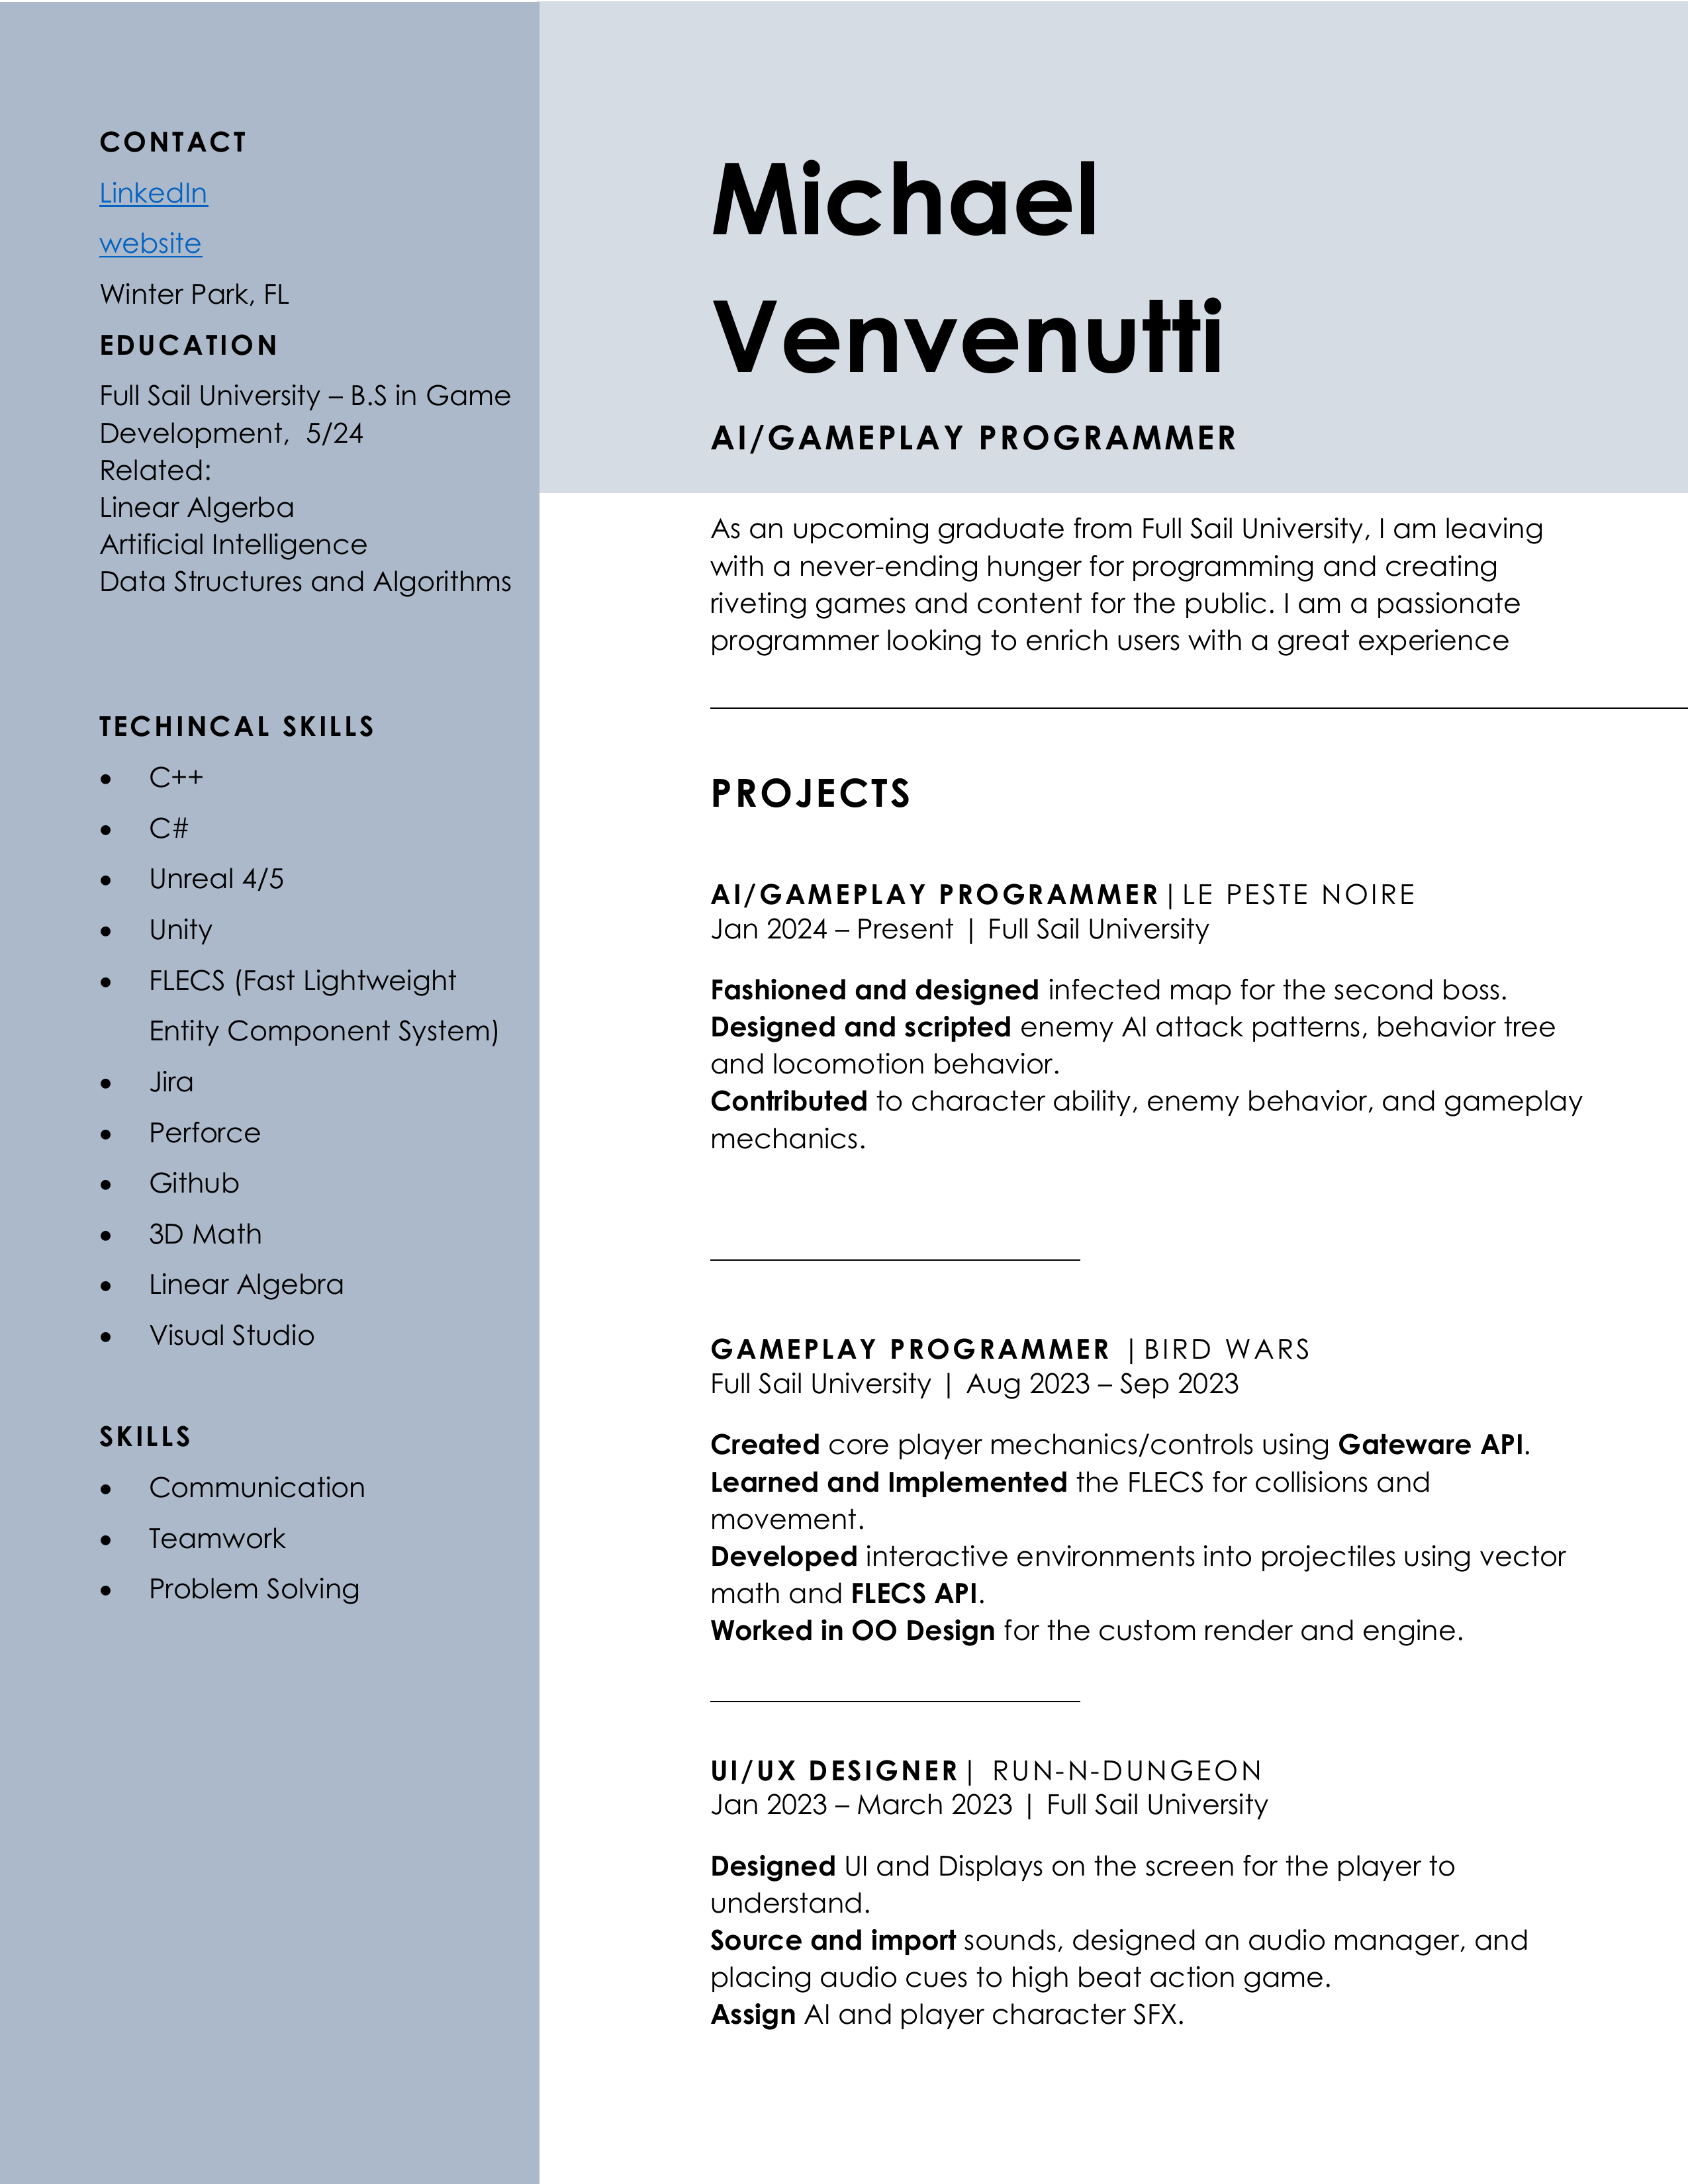 CONTACT
LinkedIn
website
Winter Park, FL
EDUCATION
Full Sail University – B.S in Game
Development,  5/24
Related:
Linear Algerba
Artificial Intelligence
Data Structures and Algorithms
TECHINCAL SKILLS
• C++
• C#
• Unreal 4/5
• Unity
• FLECS (Fast Lightweight
Entity Component System)
• Jira
• Perforce
• Github
• 3D Math
• Linear Algebra
• Visual Studio
SKILLS
• Communication
• Teamwork
• Problem Solving
Michael
Venvenutti
AI/GAMEPLAY PROGRAMMER
As an upcoming graduate from Full Sail University, I am leaving
with a never-ending hunger for programming and creating
riveting games and content for the public. I am a passionate
programmer looking to enrich users with a great experience
PROJECTS
AI/GAMEPLAY PROGRAMMER|LE PESTE NOIRE
Jan 2024 – Present | Full Sail University
Fashioned and designed infected map for the second boss.
Designed and scripted enemy AI attack patterns, behavior tree
and locomotion behavior.
Contributed to character ability, enemy behavior, and gameplay
mechanics.
GAMEPLAY PROGRAMMER |BIRD WARS
Full Sail University | Aug 2023 – Sep 2023
Created core player mechanics/controls using Gateware API.
Learned and Implemented the FLECS for collisions and
movement.
Developed interactive environments into projectiles using vector
math and FLECS API.
Worked in OO Design for the custom render and engine.
UI/UX DESIGNER| RUN-N-DUNGEON
Jan 2023 – March 2023 | Full Sail University
Designed UI and Displays on the screen for the player to
understand.
Source and import sounds, designed an audio manager, and
placing audio cues to high beat action game.
Assign AI and player character SFX.